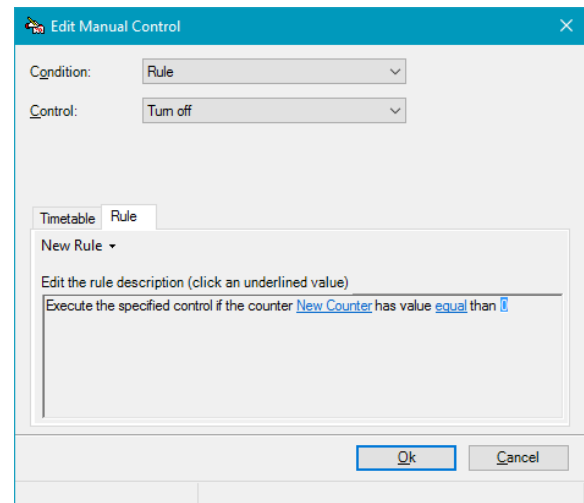 Edit Manual Control
Condition: Rule
Control: Turn off
Timetable Rule
New Rule
Edit the rule description (click an underlined value)
Execute the specified control if the counter New Counter has value equal than 0
Ok Cancel